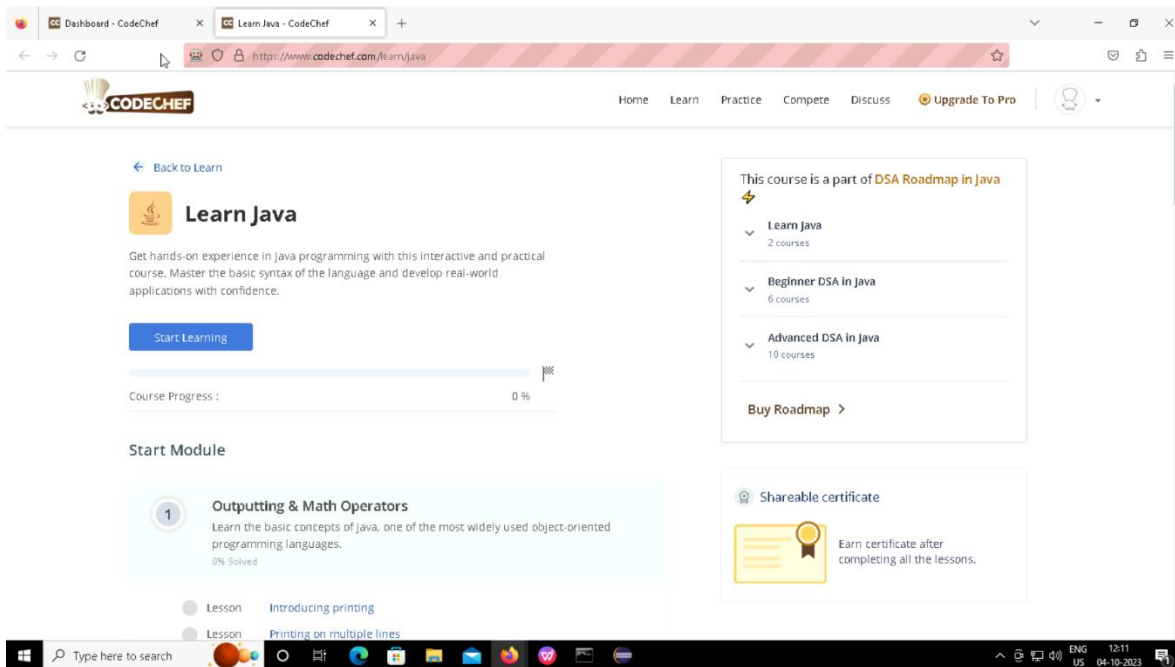 Dashboard - CodeChef
Learn Java - CodeChef
https://www.codechef.com/learn/java
CODECHEF
Home Learn Practice Compete Discuss Upgrade To Pro
Back to Learn
Learn Java
Get hands-on experience in Java programming with this interactive and practical
course. Master the basic syntax of the language and develop real-world
applications with confidence.
Start Learning
Course Progress : 0 %
Start Module
1
Outputting & Math Operators
Learn the basic concepts of Java, one of the most widely used object-oriented
programming languages.
0% Solved
Lesson Introducing printing
Lesson Printing on multiple lines
This course is a part of DSA Roadmap in Java
Learn Java
2 courses
Beginner DSA in Java
6 courses
Advanced DSA in Java
10 courses
Buy Roadmap
Shareable certificate
Earn certificate after
completing all the lessons.
Type here to search
ENG
US
12:11
04-10-2023